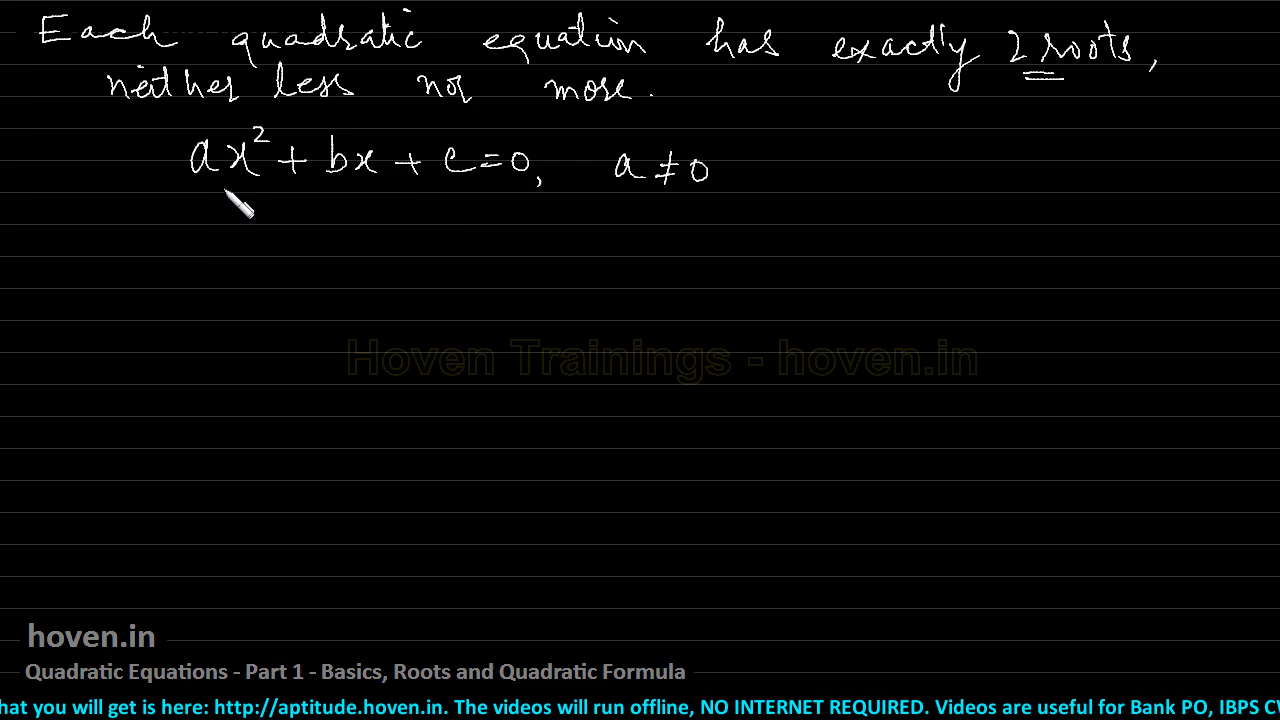 Each quadratic equation has exactly 2 roots,
neither less nor more.
ax² + bx + c = 0, a ≠ 0
Hoven Trainings - hoven.in
hoven.in
Quadratic Equations - Part 1 - Basics, Roots and Quadratic Formula
hat you will get is here: http://aptitude.hoven.in. The videos will run offline, NO INTERNET REQUIRED. Videos are useful for Bank PO, IBPS CW